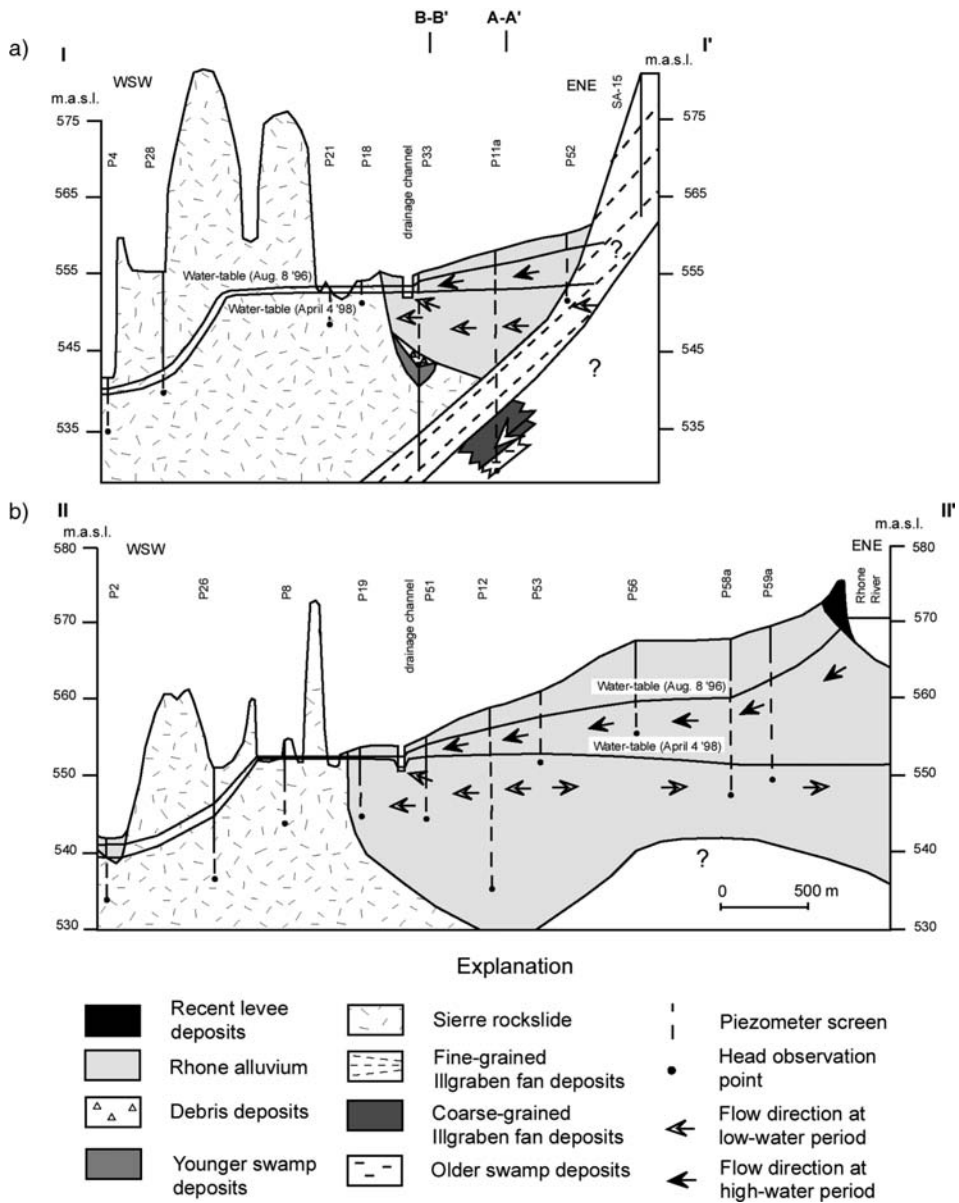 B-B' A-A'
a) I I'
m.a.s.l. WSW ENE m.a.s.l.
SA-15
575 575
P4 P28 P21 P18 drainage channel P33 P11a P52
565 565
Water-table (Aug. 8 '96) ?
555 555
Water-table (April 4 '98)
545 545
?
535 535
b) II II'
m.a.s.l. WSW m.a.s.l. ENE
580 580
P2 P26 P8 P19 drainage channel P51 P12 P53 P56 P58a P59a Rhone River
570 570
Water-table (Aug. 8 '96)
560 560
Water-table (April 4 '98)
550 550
540 540
? 0 500 m
530 530
Explanation
Recent levee deposits
Sierre rockslide
Piezometer screen
Rhone alluvium
Fine-grained Illgraben fan deposits
Head observation point
Debris deposits
Coarse-grained Illgraben fan deposits
Flow direction at low-water period
Younger swamp deposits
Older swamp deposits
Flow direction at high-water period